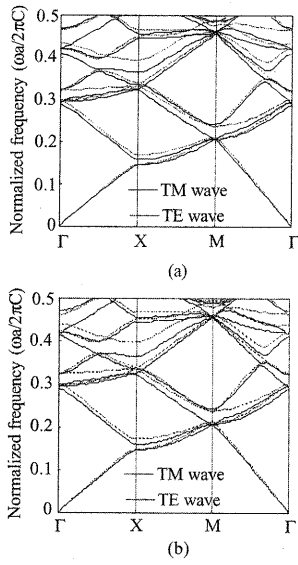 Normalized frequency (ωa/2πC)
0.5
0.4
0.3
0.2
0.1
0
TM wave
TE wave
Γ X M Γ
(a)
Normalized frequency (ωa/2πC)
0.5
0.4
0.3
0.2
0.1
0
TM wave
TE wave
Γ X M Γ
(b)